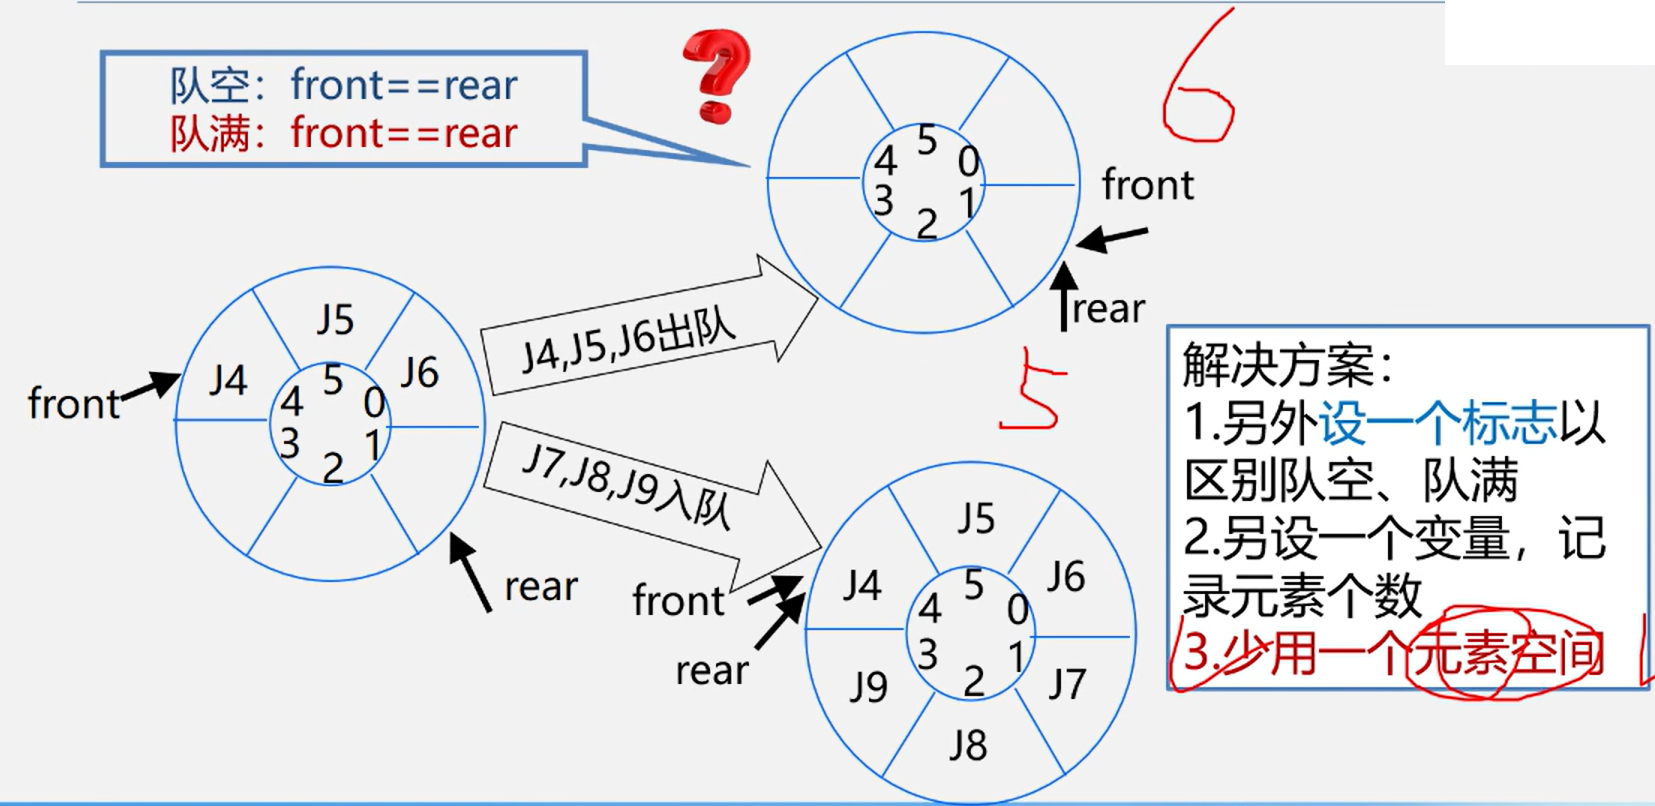 队空：front==rear
队满：front==rear
?
6
5
4
0
3
1
2
front
rear
J4,J5,J6出队
J5
J4
J6
5
4
0
3
1
2
front
rear
J7,J8,J9入队
5
J5
J4
J6
5
4
0
3
1
2
J9
J7
J8
front
rear
解决方案：
1.另外设一个标志以
区别队空、队满
2.另设一个变量，记
录元素个数
3.少用一个元素空间